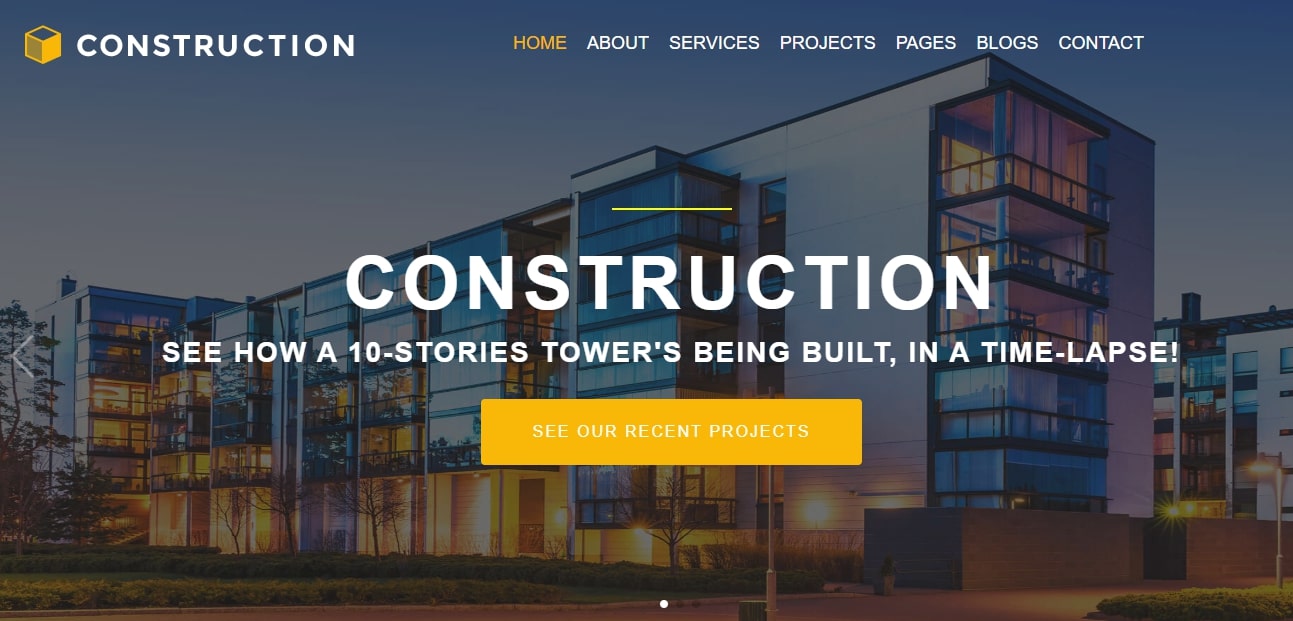 CONSTRUCTION
HOME ABOUT SERVICES PROJECTS PAGES BLOGS CONTACT
CONSTRUCTION
SEE HOW A 10-STORIES TOWER'S BEING BUILT, IN A TIME-LAPSE!
SEE OUR RECENT PROJECTS